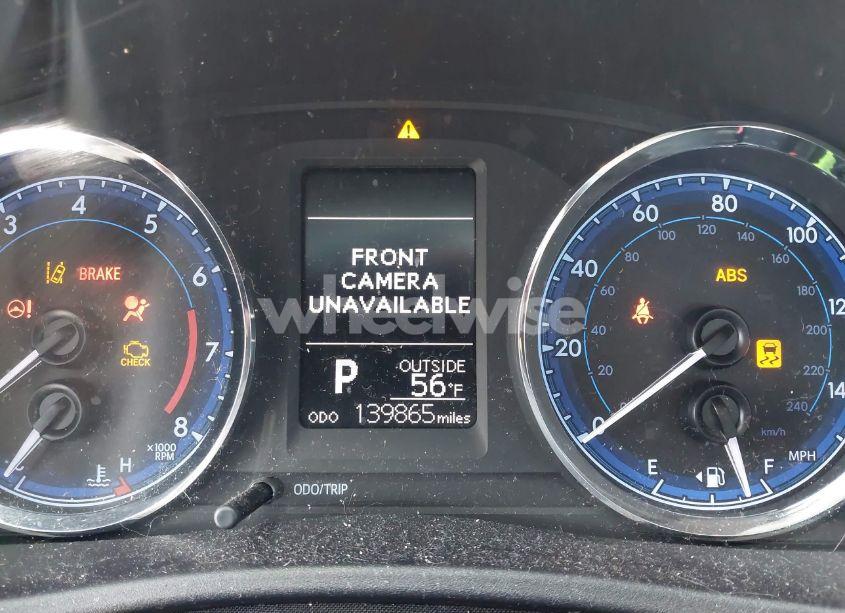 3 4 5 6 7 8
x1000
RPM
BRAKE
CHECK
H
FRONT
CAMERA
UNAVAILABLE
P
OUTSIDE
56°F
ODO 139865 miles
ODO/TRIP
wheelwise
0 20 40 60 80 100
20 40 60 80 100 120 140 160 180 200 220 240
ABS
km/h
MPH
E F